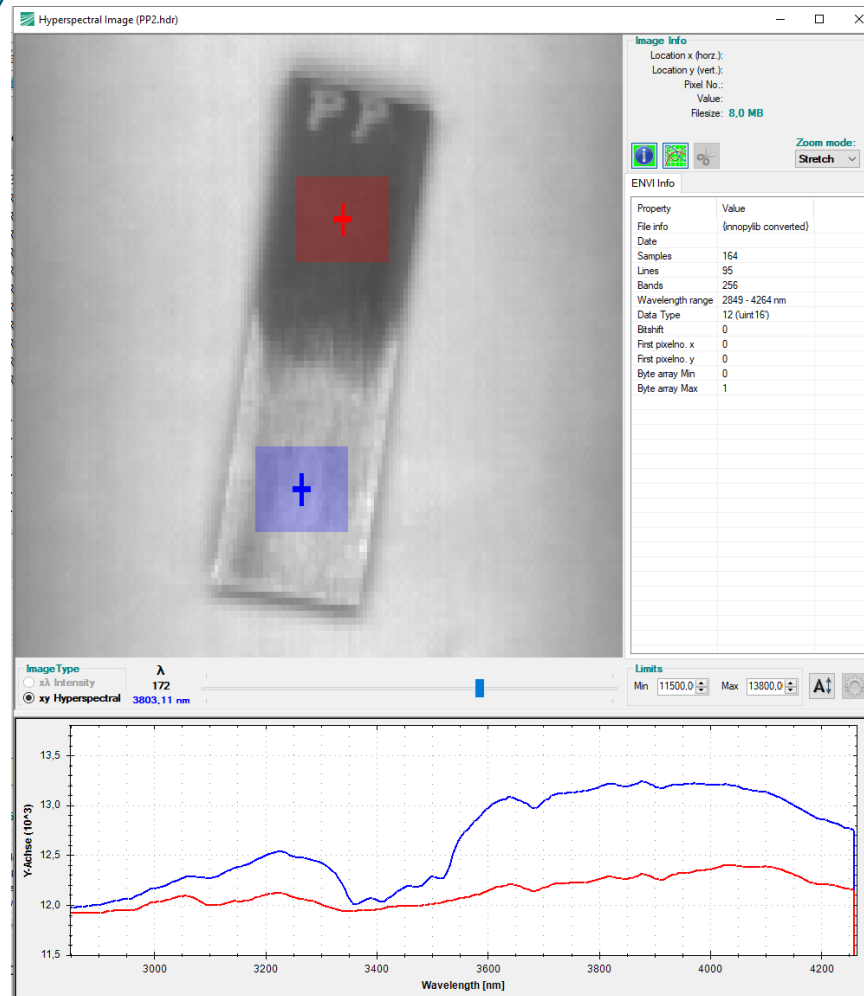 Hyperspectral Image (PP2.hdr)
PP
Image Info
Location x (horz.):
Location y (vert.):
Pixel No.:
Value:
Filesize: 8,0 MB
Zoom mode:
Stretch
ENVI Info
Property Value
File info {innopylib converted}
Date
Samples 164
Lines 95
Bands 256
Wavelength range 2849 - 4264 nm
Data Type 12 ('uint16')
Bitshift 0
First pixelno. x 0
First pixelno. y 0
Byte array Min 0
Byte array Max 1
Image Type
xλ Intensity
xy Hyperspectral
λ
172
3803,11 nm
Limits
Min 11500,0 Max 13800,0
A
Y-Achse (10^3)
13,5
13,0
12,5
12,0
11,5
3000 3200 3400 3600 3800 4000 4200
Wavelength [nm]